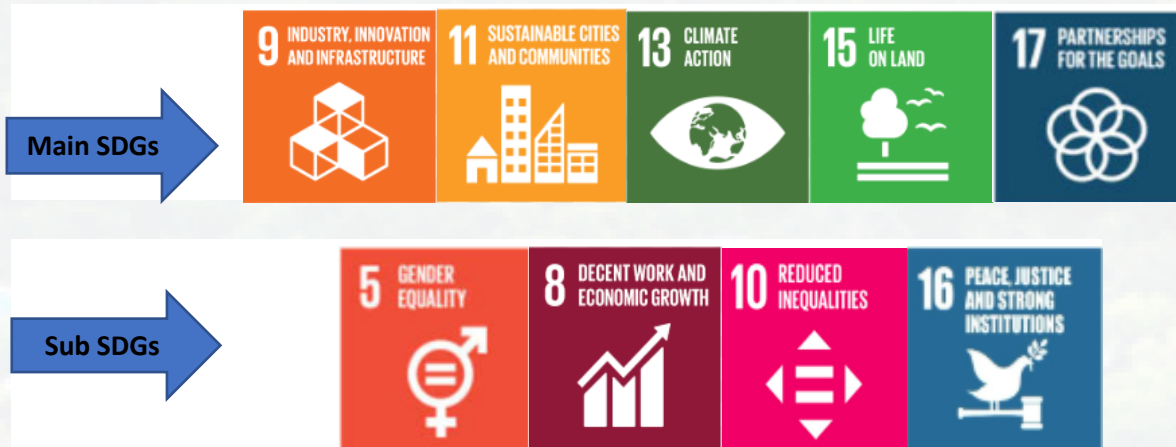 Main SDGs
9 INDUSTRY, INNOVATION
AND INFRASTRUCTURE
11 SUSTAINABLE CITIES
AND COMMUNITIES
13 CLIMATE
ACTION
15 LIFE
ON LAND
17 PARTNERSHIPS
FOR THE GOALS
Sub SDGs
5 GENDER
EQUALITY
8 DECENT WORK AND
ECONOMIC GROWTH
10 REDUCED
INEQUALITIES
16 PEACE, JUSTICE
AND STRONG
INSTITUTIONS